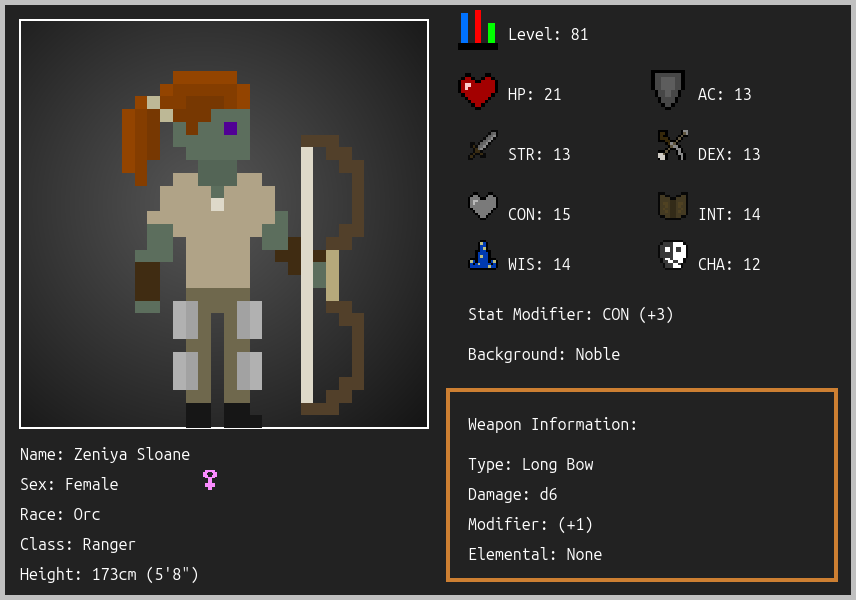 Level: 81
HP: 21
AC: 13
STR: 13
DEX: 13
CON: 15
INT: 14
WIS: 14
CHA: 12
Stat Modifier: CON (+3)
Background: Noble
Weapon Information:
Type: Long Bow
Damage: d6
Modifier: (+1)
Elemental: None
Name: Zeniya Sloane
Sex: Female
Race: Orc
Class: Ranger
Height: 173cm (5'8")